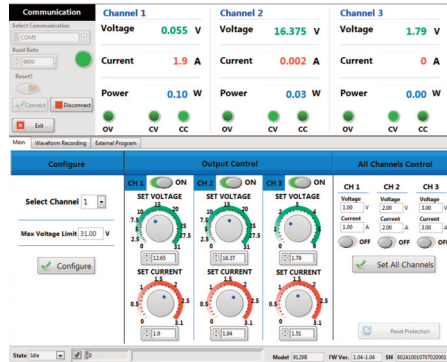 Communication
Select Communication
COM5
Baud Rate
9600
Reset?
Connect
Disconnect
Exit
Channel 1
Voltage 0.055 V
Current 1.9 A
Power 0.10 W
OV CV CC
Channel 2
16.375 V
0.002 A
0.03 W
OV CV CC
Channel 3
Voltage 1.79 V
Current 0 A
Power 0.00 W
OV CV CC
Main Waveform Recording External Program
Configure
Select Channel 1
Max Voltage Limit 31.00 V
Configure
Output Control
CH 1 ON CH 2 ON CH 3 ON
SET VOLTAGE SET VOLTAGE SET VOLTAGE
12.65 16.37 1.79
SET CURRENT SET CURRENT SET CURRENT
1.9 1.94 1.51
All Channels Control
CH 1 CH 2 CH 3
Voltage Voltage Voltage
1.00 V 2.00 V 3.00 V
Current Current Current
1.00 A 2.00 A 3.00 A
OFF OFF OFF
Set All Channels
Reset Protection
State Idle
Model 9129B FW Ver. 1.04-1.04 SN